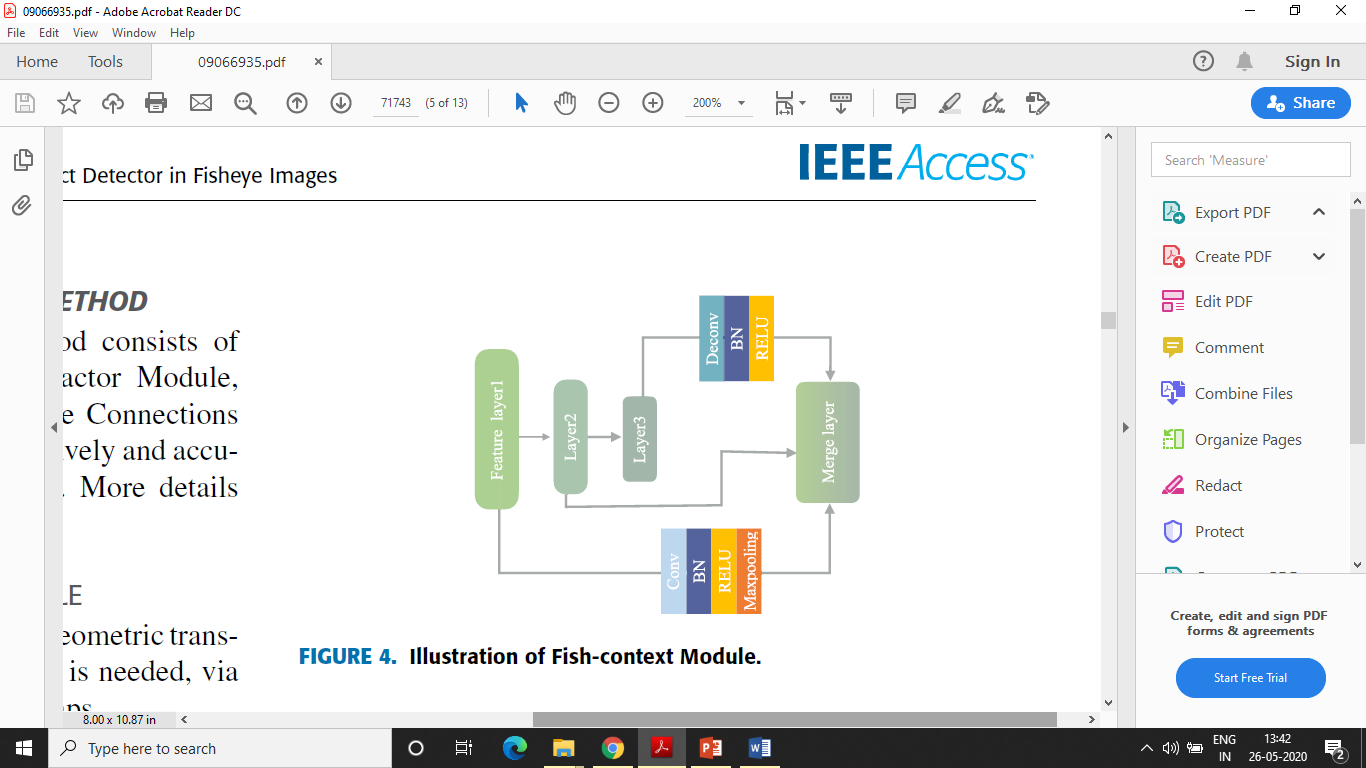 09066935.pdf - Adobe Acrobat Reader DC
File Edit View Window Help
Home Tools 09066935.pdf × Sign In
71743 (5 of 13) 200% Share
ct Detector in Fisheye Images
IEEE Access
ETHOD
od consists of
actor Module,
e Connections
ively and accu-
. More details
LE
eometric trans-
is needed, via
Feature layer1
Layer2
Layer3
Deconv
BN
RELU
Merge layer
Conv
BN
RELU
Maxpooling
FIGURE 4. Illustration of Fish-context Module.
8.00 x 10.87 in
Search 'Measure'
Export PDF
Create PDF
Edit PDF
Comment
Combine Files
Organize Pages
Redact
Protect
Create, edit and sign PDF
forms & agreements
Start Free Trial
Type here to search
ENG
IN
13:42
26-05-2020
2